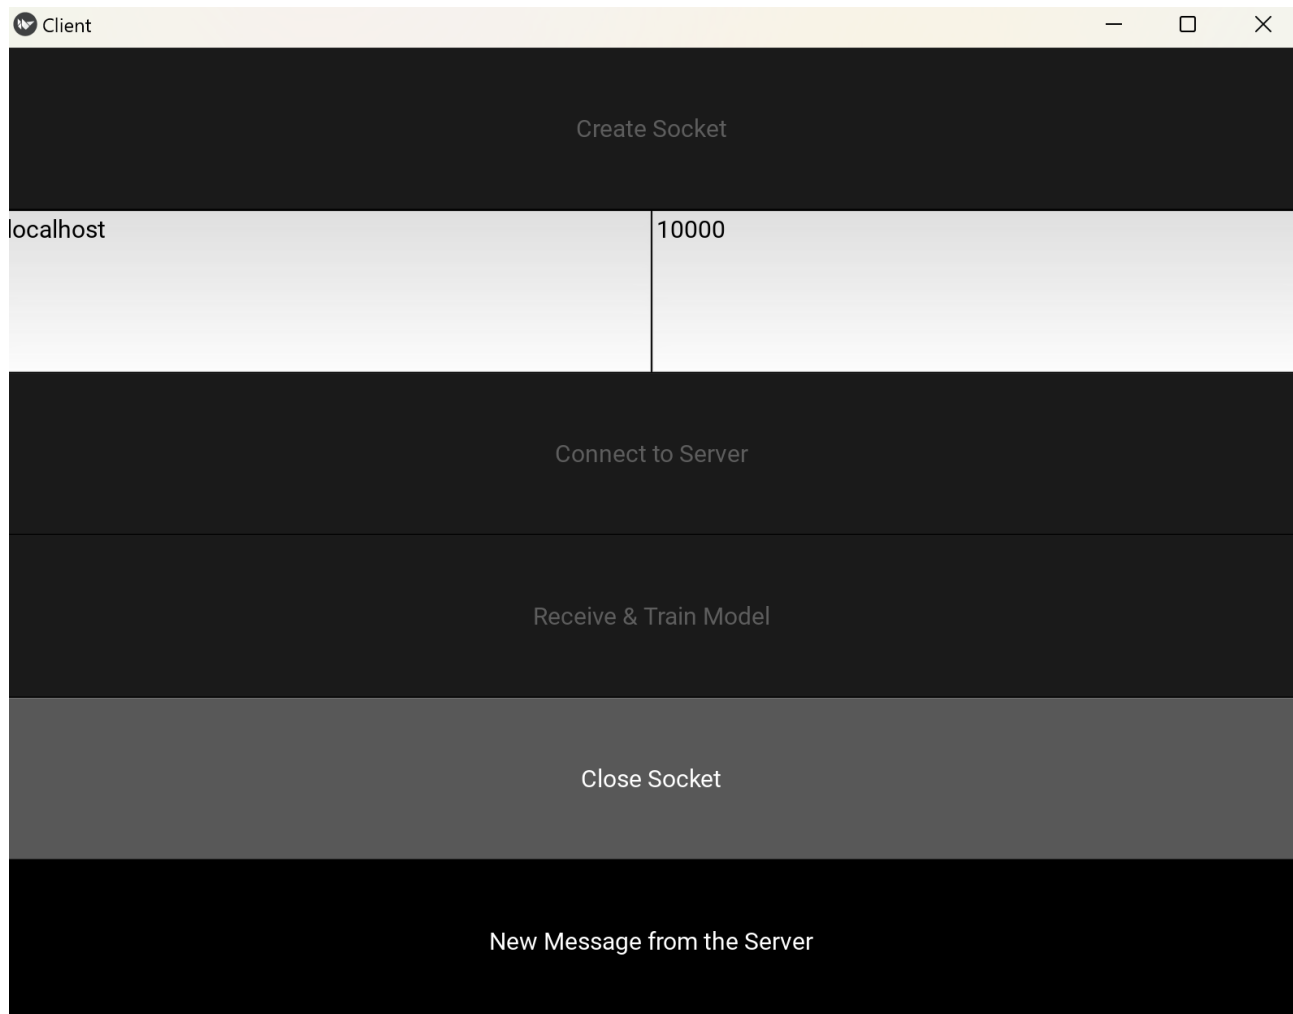 Client
Create Socket
localhost
10000
Connect to Server
Receive & Train Model
Close Socket
New Message from the Server